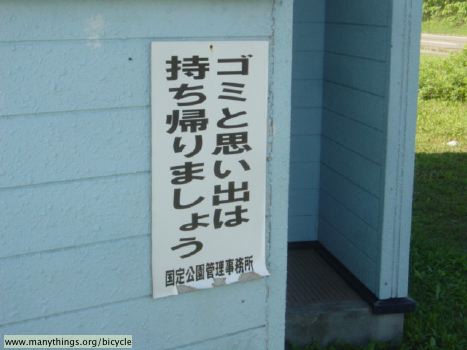 ゴミと思い出は
持ち帰りましょう
国定公園管理事務所
www.manythings.org/bicycle